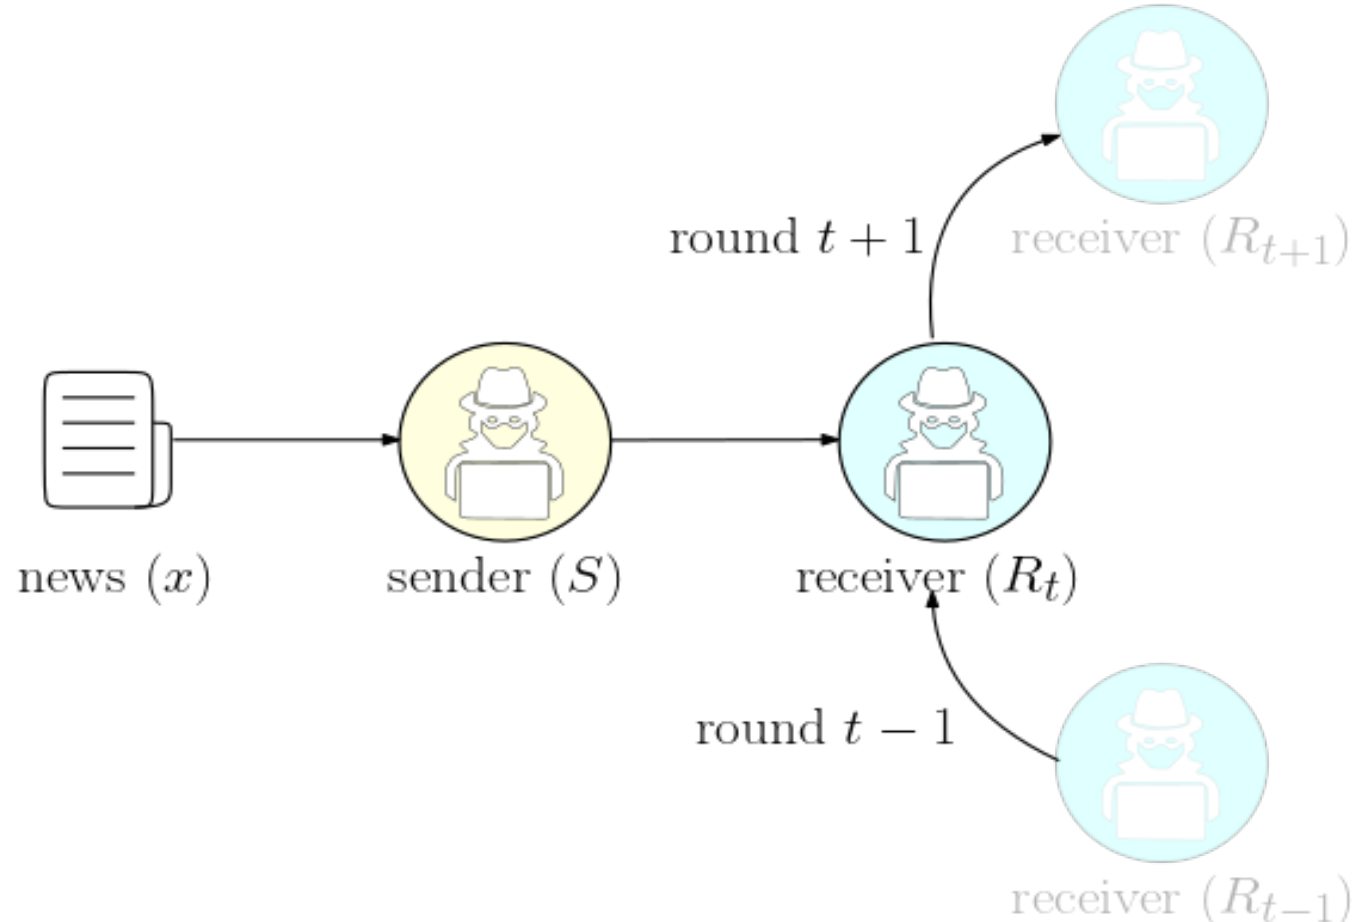 round $t+1$
receiver $(R_{t+1})$
news $(x)$
sender $(S)$
receiver $(R_t)$
round $t-1$
receiver $(R_{t-1})$